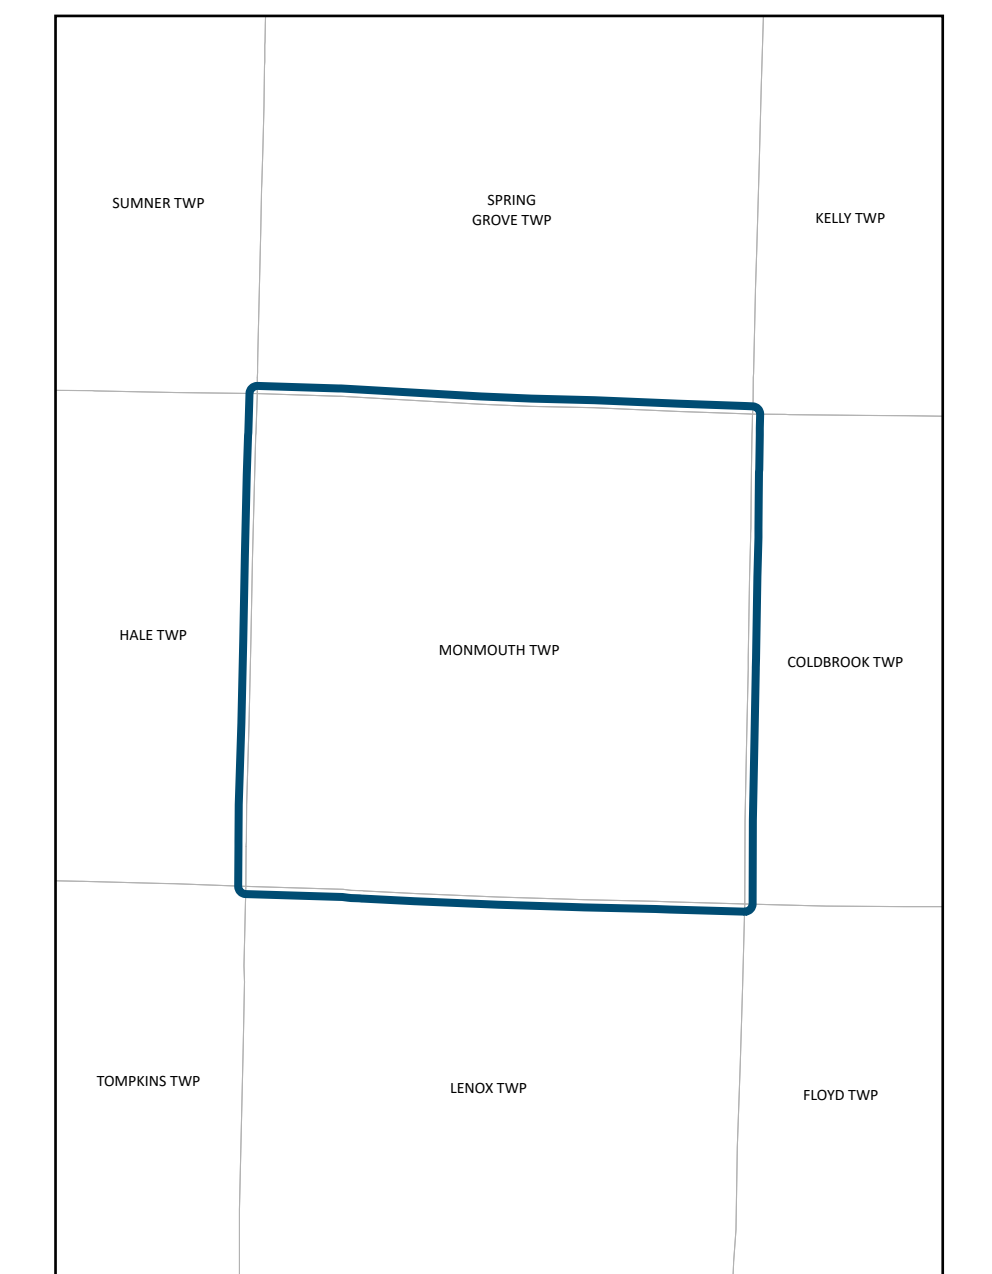 SUMNER TWP
SPRING
GROVE TWP
KELLY TWP
HALE TWP
MONMOUTH TWP
COLDBROOK TWP
TOMPKINS TWP
LENOX TWP
FLOYD TWP